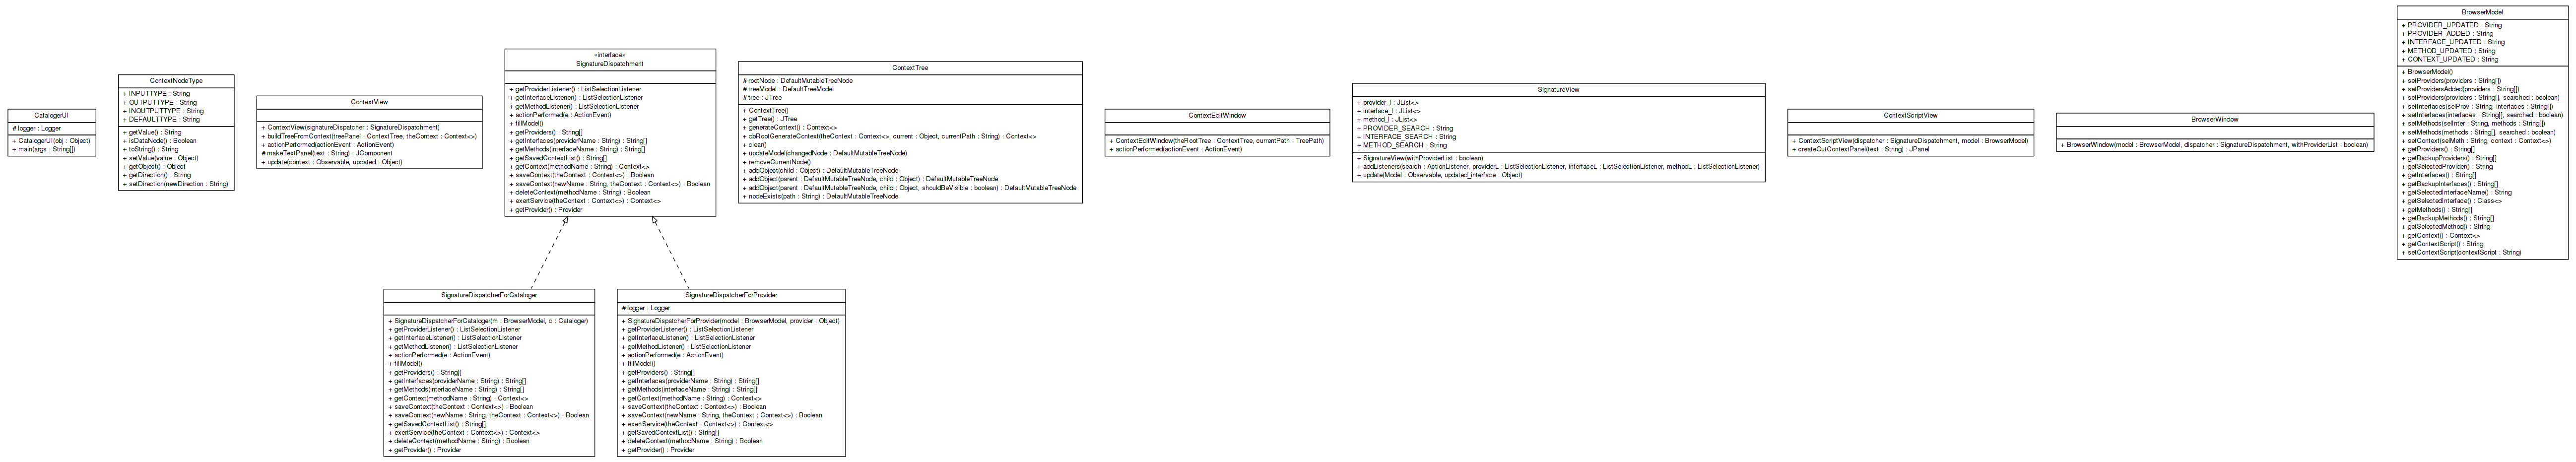 CatalogerUI
# logger : Logger
+ CatalogerUI(obj : Object)
+ main(args : String[])
ContextNodeType
+ INPUTTYPE : String
+ OUTPUTTYPE : String
+ INOUTPUTTYPE : String
+ DEFAULTTYPE : String
+ getValue() : String
+ isDataNode() : Boolean
+ toString() : String
+ setValue(value : Object)
+ getObject() : Object
+ getDirection() : String
+ setDirection(newDirection : String)
ContextView
+ ContextView(signatureDispatcher : SignatureDispatchment)
+ buildTreeFromContext(treePanel : ContextTree, theContext : Context<>)
+ actionPerformed(actionEvent : ActionEvent)
# makeTextPanel(text : String) : JComponent
+ update(context : Observable, updated : Object)
«interface»
SignatureDispatchment
+ getProviderListener() : ListSelectionListener
+ getInterfaceListener() : ListSelectionListener
+ getMethodListener() : ListSelectionListener
+ actionPerformed(e : ActionEvent)
+ fillModel()
+ getProviders() : String[]
+ getInterfaces(providerName : String) : String[]
+ getMethods(interfaceName : String) : String[]
+ getSavedContextList() : String[]
+ getContext(methodName : String) : Context<>
+ saveContext(theContext : Context<>) : Boolean
+ saveContext(newName : String, theContext : Context<>) : Boolean
+ deleteContext(methodName : String) : Boolean
+ exertService(theContext : Context<>) : Context<>
+ getProvider() : Provider
ContextTree
# rootNode : DefaultMutableTreeNode
# treeModel : DefaultTreeModel
# tree : JTree
+ ContextTree()
+ getTree() : JTree
+ generateContext() : Context<>
+ doRootGenerateContext(theContext : Context<>, current : Object, currentPath : String) : Context<>
+ clear()
+ updateModel(changedNode : DefaultMutableTreeNode)
+ removeCurrentNode()
+ addObject(child : Object) : DefaultMutableTreeNode
+ addObject(parent : DefaultMutableTreeNode, child : Object) : DefaultMutableTreeNode
+ addObject(parent : DefaultMutableTreeNode, child : Object, shouldBeVisible : boolean) : DefaultMutableTreeNode
+ nodeExists(path : String) : DefaultMutableTreeNode
ContextEditWindow
+ ContextEditWindow(theRootTree : ContextTree, currentPath : TreePath)
+ actionPerformed(actionEvent : ActionEvent)
SignatureView
+ provider_l : JList<>
+ interface_l : JList<>
+ method_l : JList<>
+ PROVIDER_SEARCH : String
+ INTERFACE_SEARCH : String
+ METHOD_SEARCH : String
+ SignatureView(withProviderList : boolean)
+ addListeners(search : ActionListener, providerL : ListSelectionListener, interfaceL : ListSelectionListener, methodL : ListSelectionListener)
+ update(Model : Observable, updated_interface : Object)
ContextScriptView
+ ContextScriptView(dispatcher : SignatureDispatchment, model : BrowserModel)
+ createOutContextPanel(text : String) : JPanel
BrowserWindow
+ BrowserWindow(model : BrowserModel, dispatcher : SignatureDispatchment, withProviderList : boolean)
BrowserModel
+ PROVIDER_UPDATED : String
+ PROVIDER_ADDED : String
+ INTERFACE_UPDATED : String
+ METHOD_UPDATED : String
+ CONTEXT_UPDATED : String
+ BrowserModel()
+ setProviders(providers : String[])
+ setProvidersAdded(providers : String[])
+ setProviders(providers : String[], searched : boolean)
+ setInterfaces(selProv : String, interfaces : String[])
+ setInterfaces(interfaces : String[], searched : boolean)
+ setMethods(selInter : String, methods : String[])
+ setMethods(methods : String[], searched : boolean)
+ setContext(selMeth : String, context : Context<>)
+ getProviders() : String[]
+ getBackupProviders() : String[]
+ getSelectedProvider() : String
+ getInterfaces() : String[]
+ getBackupInterfaces() : String[]
+ getSelectedInterfaceName() : String
+ getSelectedInterface() : Class<>
+ getMethods() : String[]
+ getBackupMethods() : String[]
+ getSelectedMethod() : String
+ getContext() : Context<>
+ getContextScript() : String
+ setContextScript(contextScript : String)
SignatureDispatcherForCataloger
+ SignatureDispatcherForCataloger(m : BrowserModel, c : Cataloger)
+ getProviderListener() : ListSelectionListener
+ getInterfaceListener() : ListSelectionListener
+ getMethodListener() : ListSelectionListener
+ actionPerformed(e : ActionEvent)
+ fillModel()
+ getProviders() : String[]
+ getInterfaces(providerName : String) : String[]
+ getMethods(interfaceName : String) : String[]
+ getContext(methodName : String) : Context<>
+ saveContext(theContext : Context<>) : Boolean
+ saveContext(newName : String, theContext : Context<>) : Boolean
+ getSavedContextList() : String[]
+ exertService(theContext : Context<>) : Context<>
+ deleteContext(methodName : String) : Boolean
+ getProvider() : Provider
SignatureDispatcherForProvider
# logger : Logger
+ SignatureDispatcherForProvider(model : BrowserModel, provider : Object)
+ getProviderListener() : ListSelectionListener
+ getInterfaceListener() : ListSelectionListener
+ getMethodListener() : ListSelectionListener
+ actionPerformed(e : ActionEvent)
+ fillModel()
+ getProviders() : String[]
+ getInterfaces(providerName : String) : String[]
+ getMethods(interfaceName : String) : String[]
+ getContext(methodName : String) : Context<>
+ saveContext(theContext : Context<>) : Boolean
+ saveContext(newName : String, theContext : Context<>) : Boolean
+ exertService(theContext : Context<>) : Context<>
+ getSavedContextList() : String[]
+ deleteContext(methodName : String) : Boolean
+ getProvider() : Provider